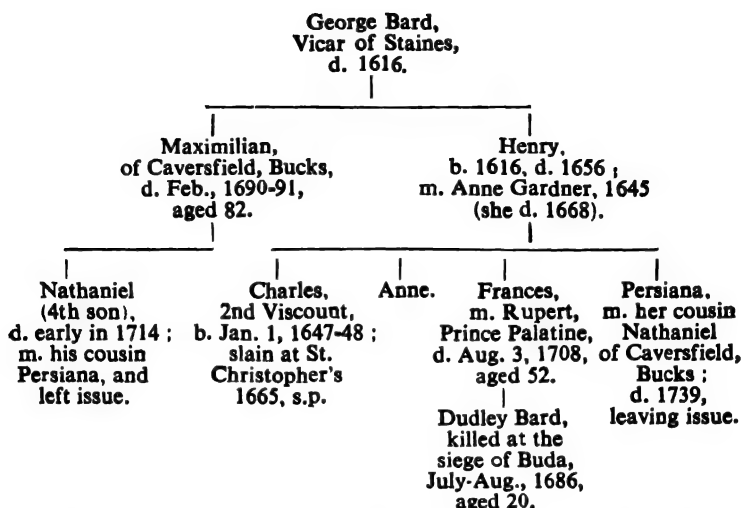 George Bard,
Vicar of Staines,
d. 1616.
Maximilian,
of Caversfield, Bucks,
d. Feb., 1690-91,
aged 82.
Henry,
b. 1616, d. 1656 ;
m. Anne Gardner, 1645
(she d. 1668).
Nathaniel
(4th son),
d. early in 1714 ;
m. his cousin
Persiana, and
left issue.
Charles,
2nd Viscount,
b. Jan. 1, 1647-48 ;
slain at St.
Christopher's
1665, s.p.
Anne.
Frances,
m. Rupert,
Prince Palatine,
d. Aug. 3, 1708,
aged 52.
Dudley Bard,
killed at the
siege of Buda,
July-Aug., 1686,
aged 20.
Persiana,
m. her cousin
Nathaniel
of Caversfield,
Bucks ;
d. 1739,
leaving issue.